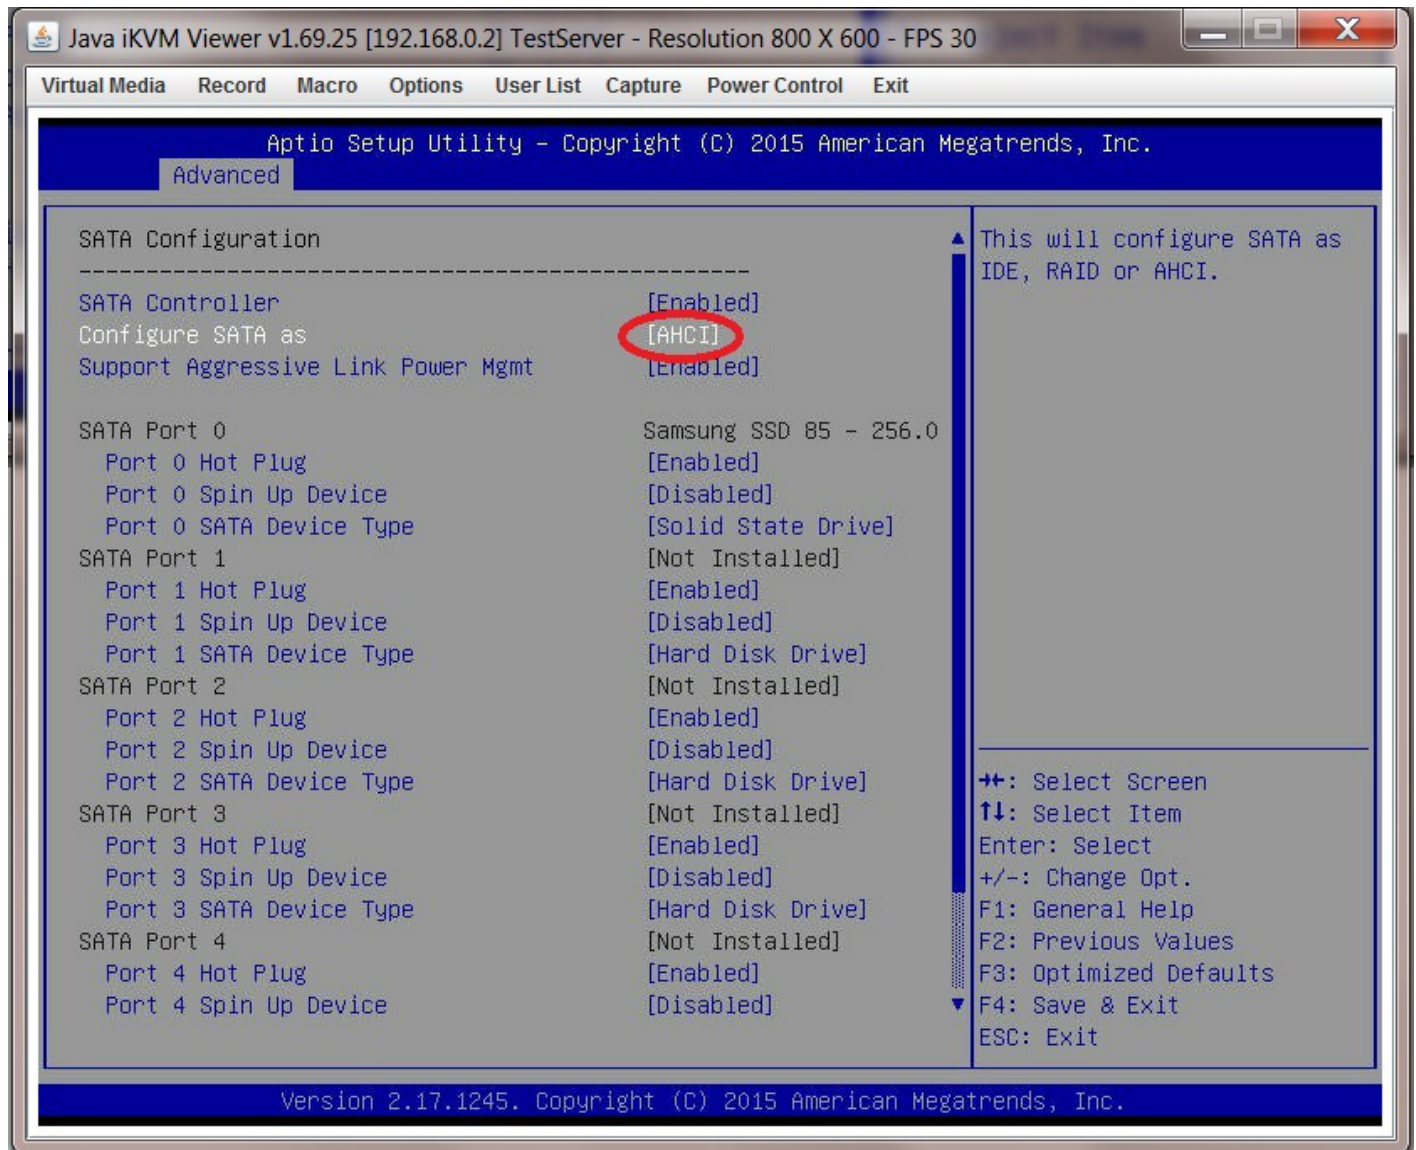 Java iKVM Viewer v1.69.25 [192.168.0.2] TestServer - Resolution 800 X 600 - FPS 30
Virtual Media Record Macro Options User List Capture Power Control Exit
Aptio Setup Utility - Copyright (C) 2015 American Megatrends, Inc.
Advanced
SATA Configuration
SATA Controller [Enabled]
Configure SATA as [AHCI]
Support Aggressive Link Power Mgmt [Enabled]
SATA Port 0 Samsung SSD 85 - 256.0
Port 0 Hot Plug [Enabled]
Port 0 Spin Up Device [Disabled]
Port 0 SATA Device Type [Solid State Drive]
SATA Port 1 [Not Installed]
Port 1 Hot Plug [Enabled]
Port 1 Spin Up Device [Disabled]
Port 1 SATA Device Type [Hard Disk Drive]
SATA Port 2 [Not Installed]
Port 2 Hot Plug [Enabled]
Port 2 Spin Up Device [Disabled]
Port 2 SATA Device Type [Hard Disk Drive]
SATA Port 3 [Not Installed]
Port 3 Hot Plug [Enabled]
Port 3 Spin Up Device [Disabled]
Port 3 SATA Device Type [Hard Disk Drive]
SATA Port 4 [Not Installed]
Port 4 Hot Plug [Enabled]
Port 4 Spin Up Device [Disabled]
This will configure SATA as
IDE, RAID or AHCI.
→←: Select Screen
↑↓: Select Item
Enter: Select
+/-: Change Opt.
F1: General Help
F2: Previous Values
F3: Optimized Defaults
F4: Save & Exit
ESC: Exit
Version 2.17.1245. Copyright (C) 2015 American Megatrends, Inc.